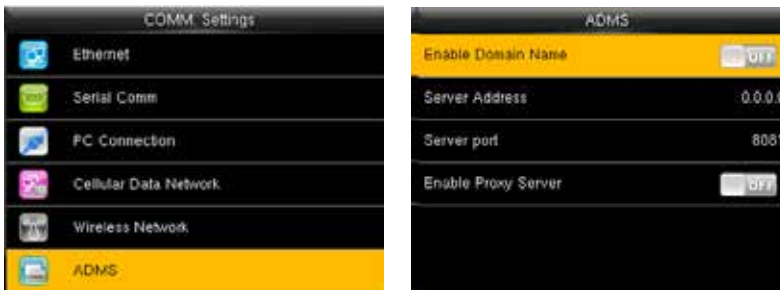 COMM. Settings
Ethernet
Serial Comm
PC Connection
Cellular Data Network
Wireless Network
ADMS
ADMS
Enable Domain Name OFF
Server Address 0.0.0.0
Server port 8081
Enable Proxy Server OFF